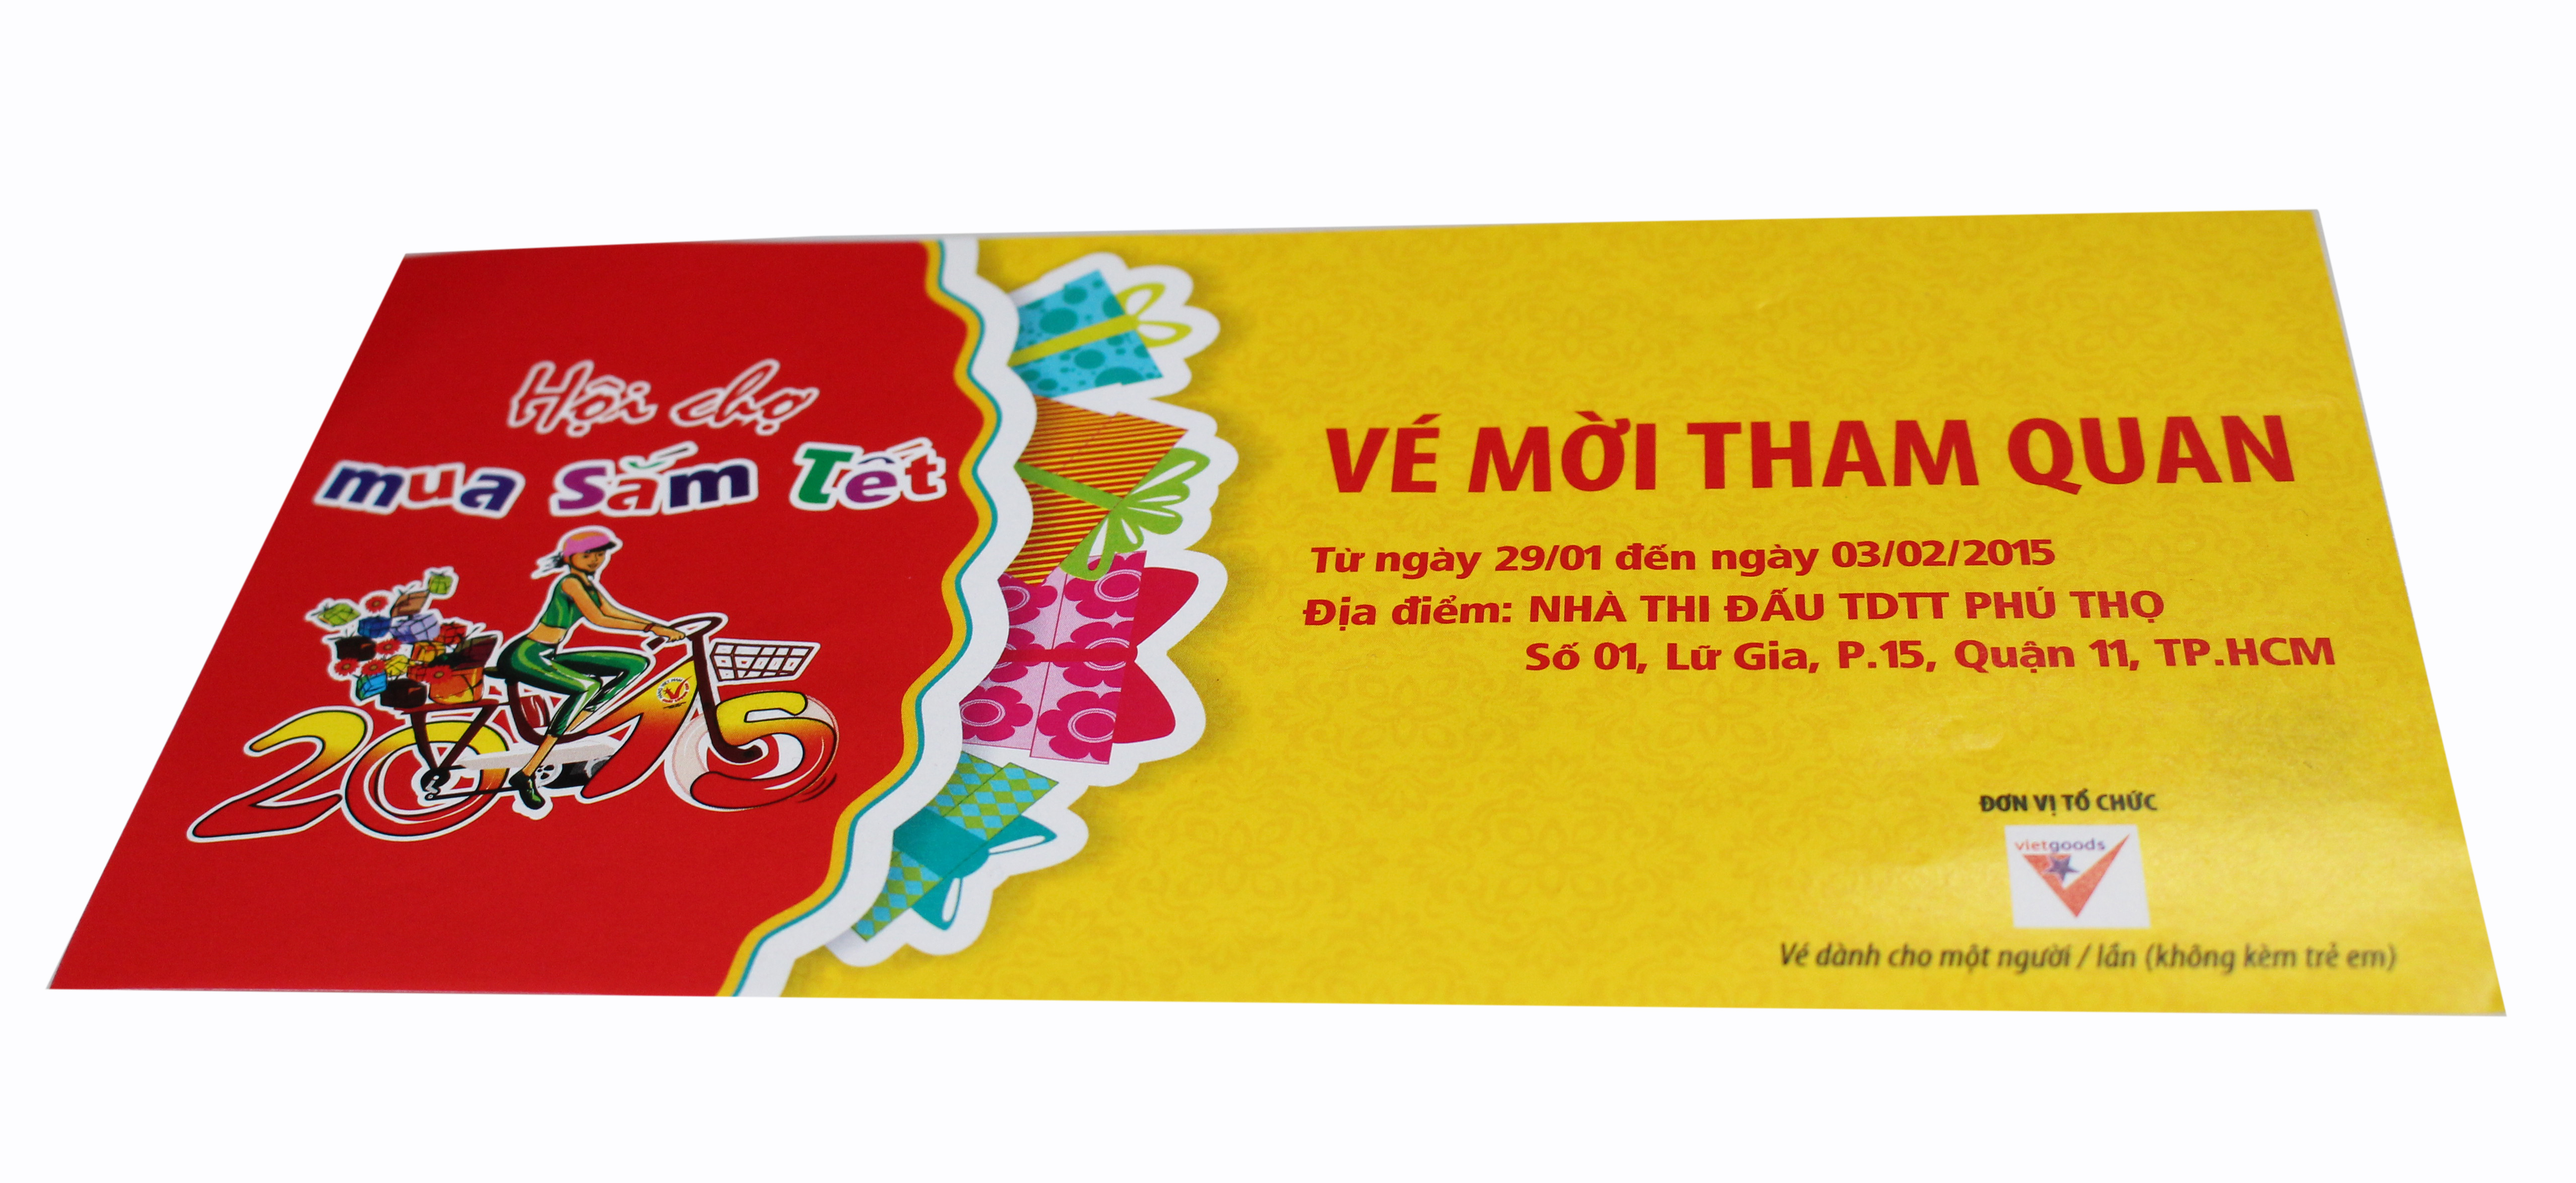 Hội chợ
mua Sắm Tết
2015
VÉ MỜI THAM QUAN
Từ ngày 29/01 đến ngày 03/02/2015
Địa điểm: NHÀ THI ĐẤU TDTT PHÚ THỌ
Số 01, Lữ Gia, P.15, Quận 11, TP.HCM
ĐƠN VỊ TỔ CHỨC
vietgoods
Vé dành cho một người / lần (không kèm trẻ em)